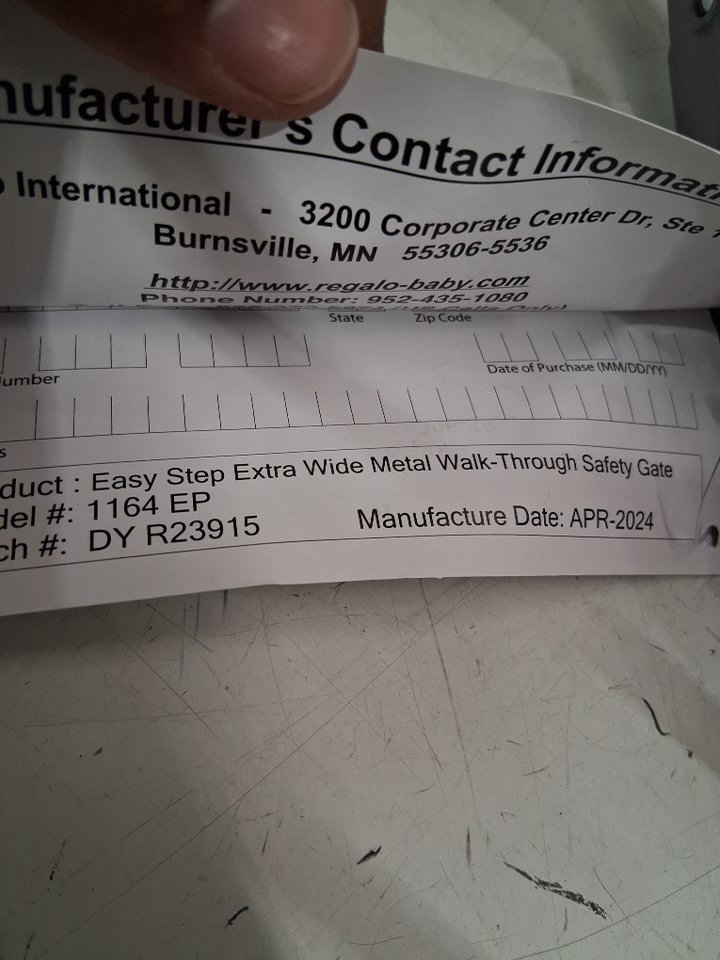 nufacturer's Contact Informati
o International - 3200 Corporate Center Dr, Ste 1
Burnsville, MN 55306-5536
http://www.regalo-baby.com
Phone Number: 952-435-1080
State Zip Code
umber Date of Purchase (MM/DD/YY)
s
duct : Easy Step Extra Wide Metal Walk-Through Safety Gate
del #: 1164 EP
ch #: DY R23915 Manufacture Date: APR-2024